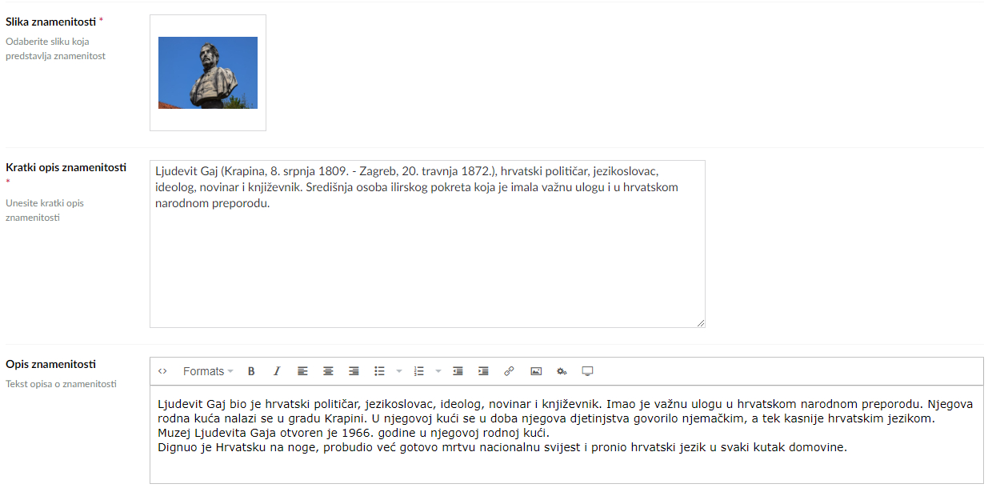 Slika znamenitosti *
Odaberite sliku koja
predstavlja znamenitost
Kratki opis znamenitosti
*
Unesite kratki opis
znamenitosti
Ljudevit Gaj (Krapina, 8. srpnja 1809. - Zagreb, 20. travnja 1872.), hrvatski političar, jezikoslovac,
ideolog, novinar i književnik. Središnja osoba ilirskog pokreta koja je imala važnu ulogu i u hrvatskom
narodnom preporodu.
Opis znamenitosti
Tekst opisa o znamenitosti
Formats B I
Ljudevit Gaj bio je hrvatski političar, jezikoslovac, ideolog, novinar i književnik. Imao je važnu ulogu u hrvatskom narodnom preporodu. Njegova
rodna kuća nalazi se u gradu Krapini. U njegovoj kući se u doba njegova djetinjstva govorilo njemačkim, a tek kasnije hrvatskim jezikom.
Muzej Ljudevita Gaja otvoren je 1966. godine u njegovoj rodnoj kući.
Dignuo je Hrvatsku na noge, probudio već gotovo mrtvu nacionalnu svijest i pronio hrvatski jezik u svaki kutak domovine.